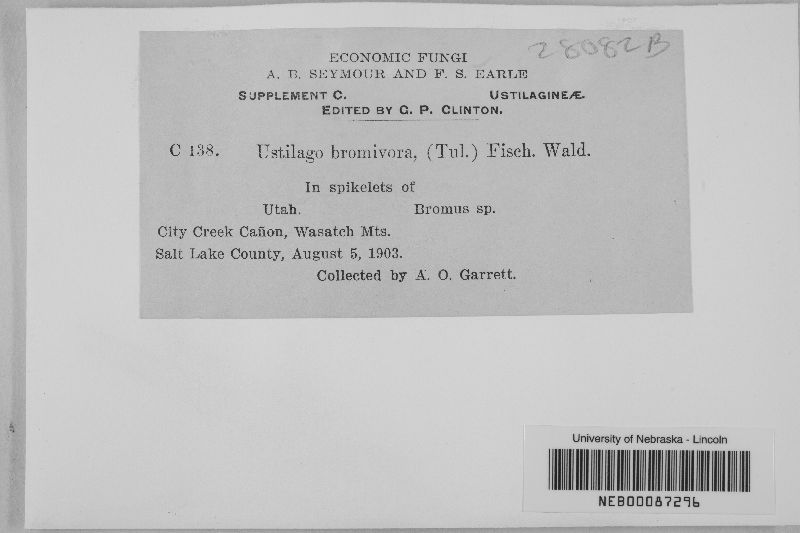 28082B
ECONOMIC FUNGI
A. B. SEYMOUR AND F. S. EARLE
SUPPLEMENT C. USTILAGINEÆ.
EDITED BY G. P. CLINTON.
C 138. Ustilago bromivora, (Tul.) Fisch. Wald.
In spikelets of
Utah. Bromus sp.
City Creek Cañon, Wasatch Mts.
Salt Lake County, August 5, 1903.
Collected by A. O. Garrett.
University of Nebraska - Lincoln
NEB00087296